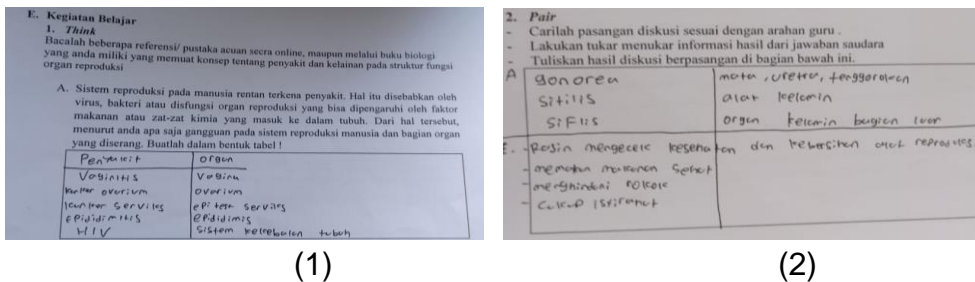 E. Kegiatan Belajar
1. Think
Bacalah beberapa referensi/ pustaka acuan secra online, maupun melalui buku biologi
yang anda miliki yang memuat konsep tentang penyakit dan kelainan pada struktur fungsi
organ reproduksi
A. Sistem reproduksi pada manusia rentan terkena penyakit. Hal itu disebabkan oleh
virus, bakteri atau disfungsi organ reproduksi yang bisa dipengaruhi oleh faktor
makanan atau zat-zat kimia yang masuk ke dalam tubuh. Dari hal tersebut,
menurut anda apa saja gangguan pada sistem reproduksi manusia dan bagian organ
yang diserang. Buatlah dalam bentuk tabel !
Penyakit organ
Vaginitis Vagina
kanker overium overium
kanker serviks epitesh serviks
epididimitis epididimis
HIV Sistem kekebalan tubuh
(1)
2. Pair
- Carilah pasangan diskusi sesuai dengan arahan guru .
- Lakukan tukar menukar informasi hasil dari jawaban saudara
- Tuliskan hasil diskusi berpasangan di bagian bawah ini.
A gonorea mata , uretra, tenggorokan
Sitilis alat kelamin
SiFlis organ kelamin bagian luar
- Rajin mengecek kesehatan dan kebersihan alat reproduksi
- memakan makanan Sehat
- menghindari rokok
- Cukup istirahat
(2)